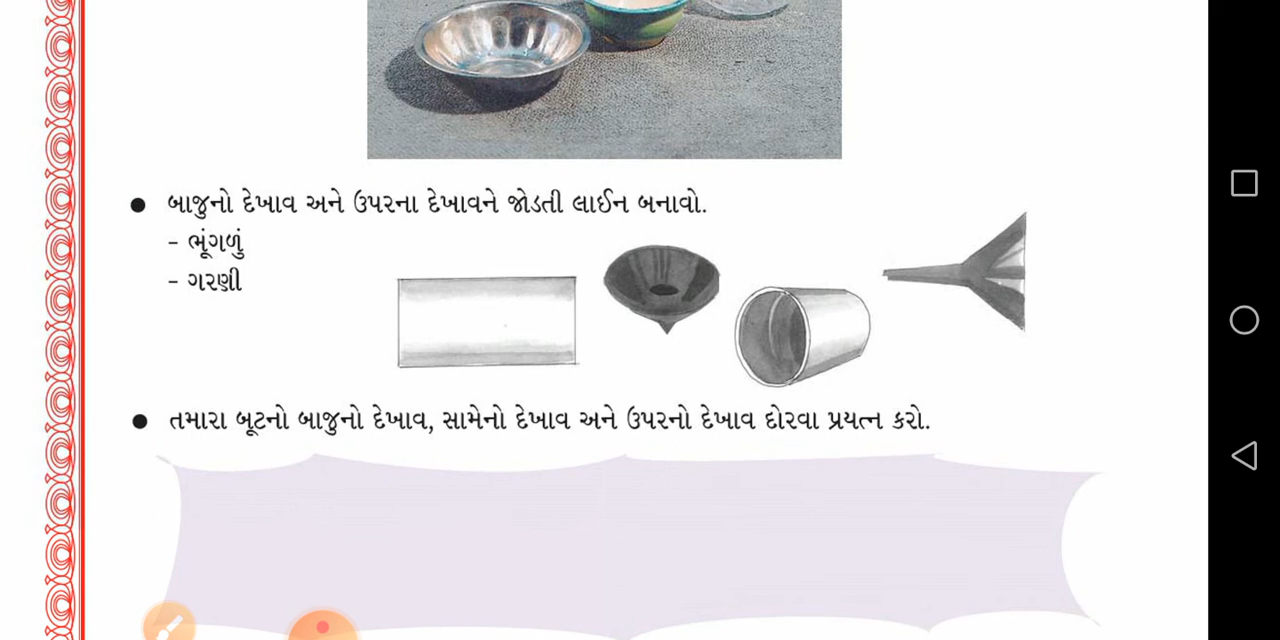 ● બાજુનો દેખાવ અને ઉપરના દેખાવને જોડતી લાઈન બનાવો.
- ભૂંગળું
- ગરણી
● તમારા બૂટનો બાજુનો દેખાવ, સામેનો દેખાવ અને ઉપરનો દેખાવ દોરવા પ્રયત્ન કરો.